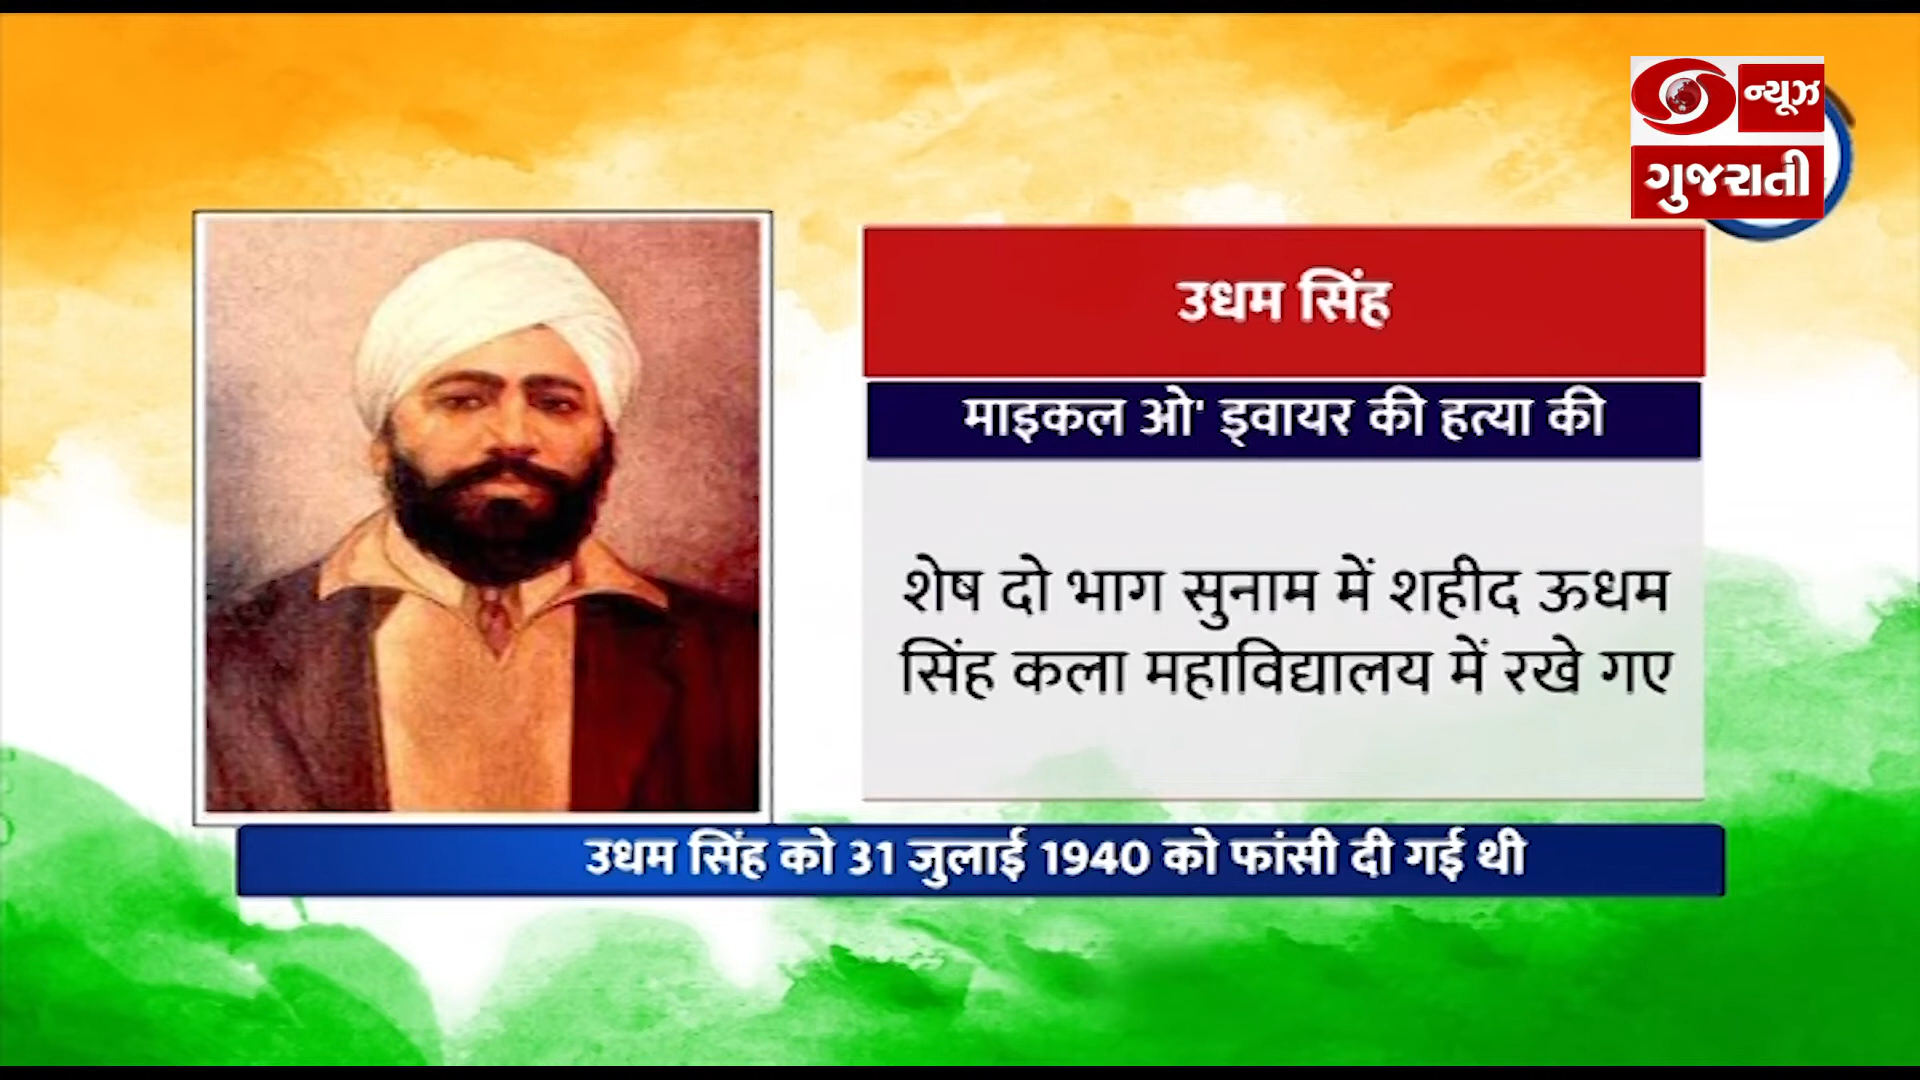 ન્યૂઝ
ગુજરાતી
उधम सिंह
माइकल ओ' ड्वायर की हत्या की
शेष दो भाग सुनाम में शहीद ऊधम
सिंह कला महाविद्यालय में रखे गए
उधम सिंह को 31 जुलाई 1940 को फांसी दी गई थी